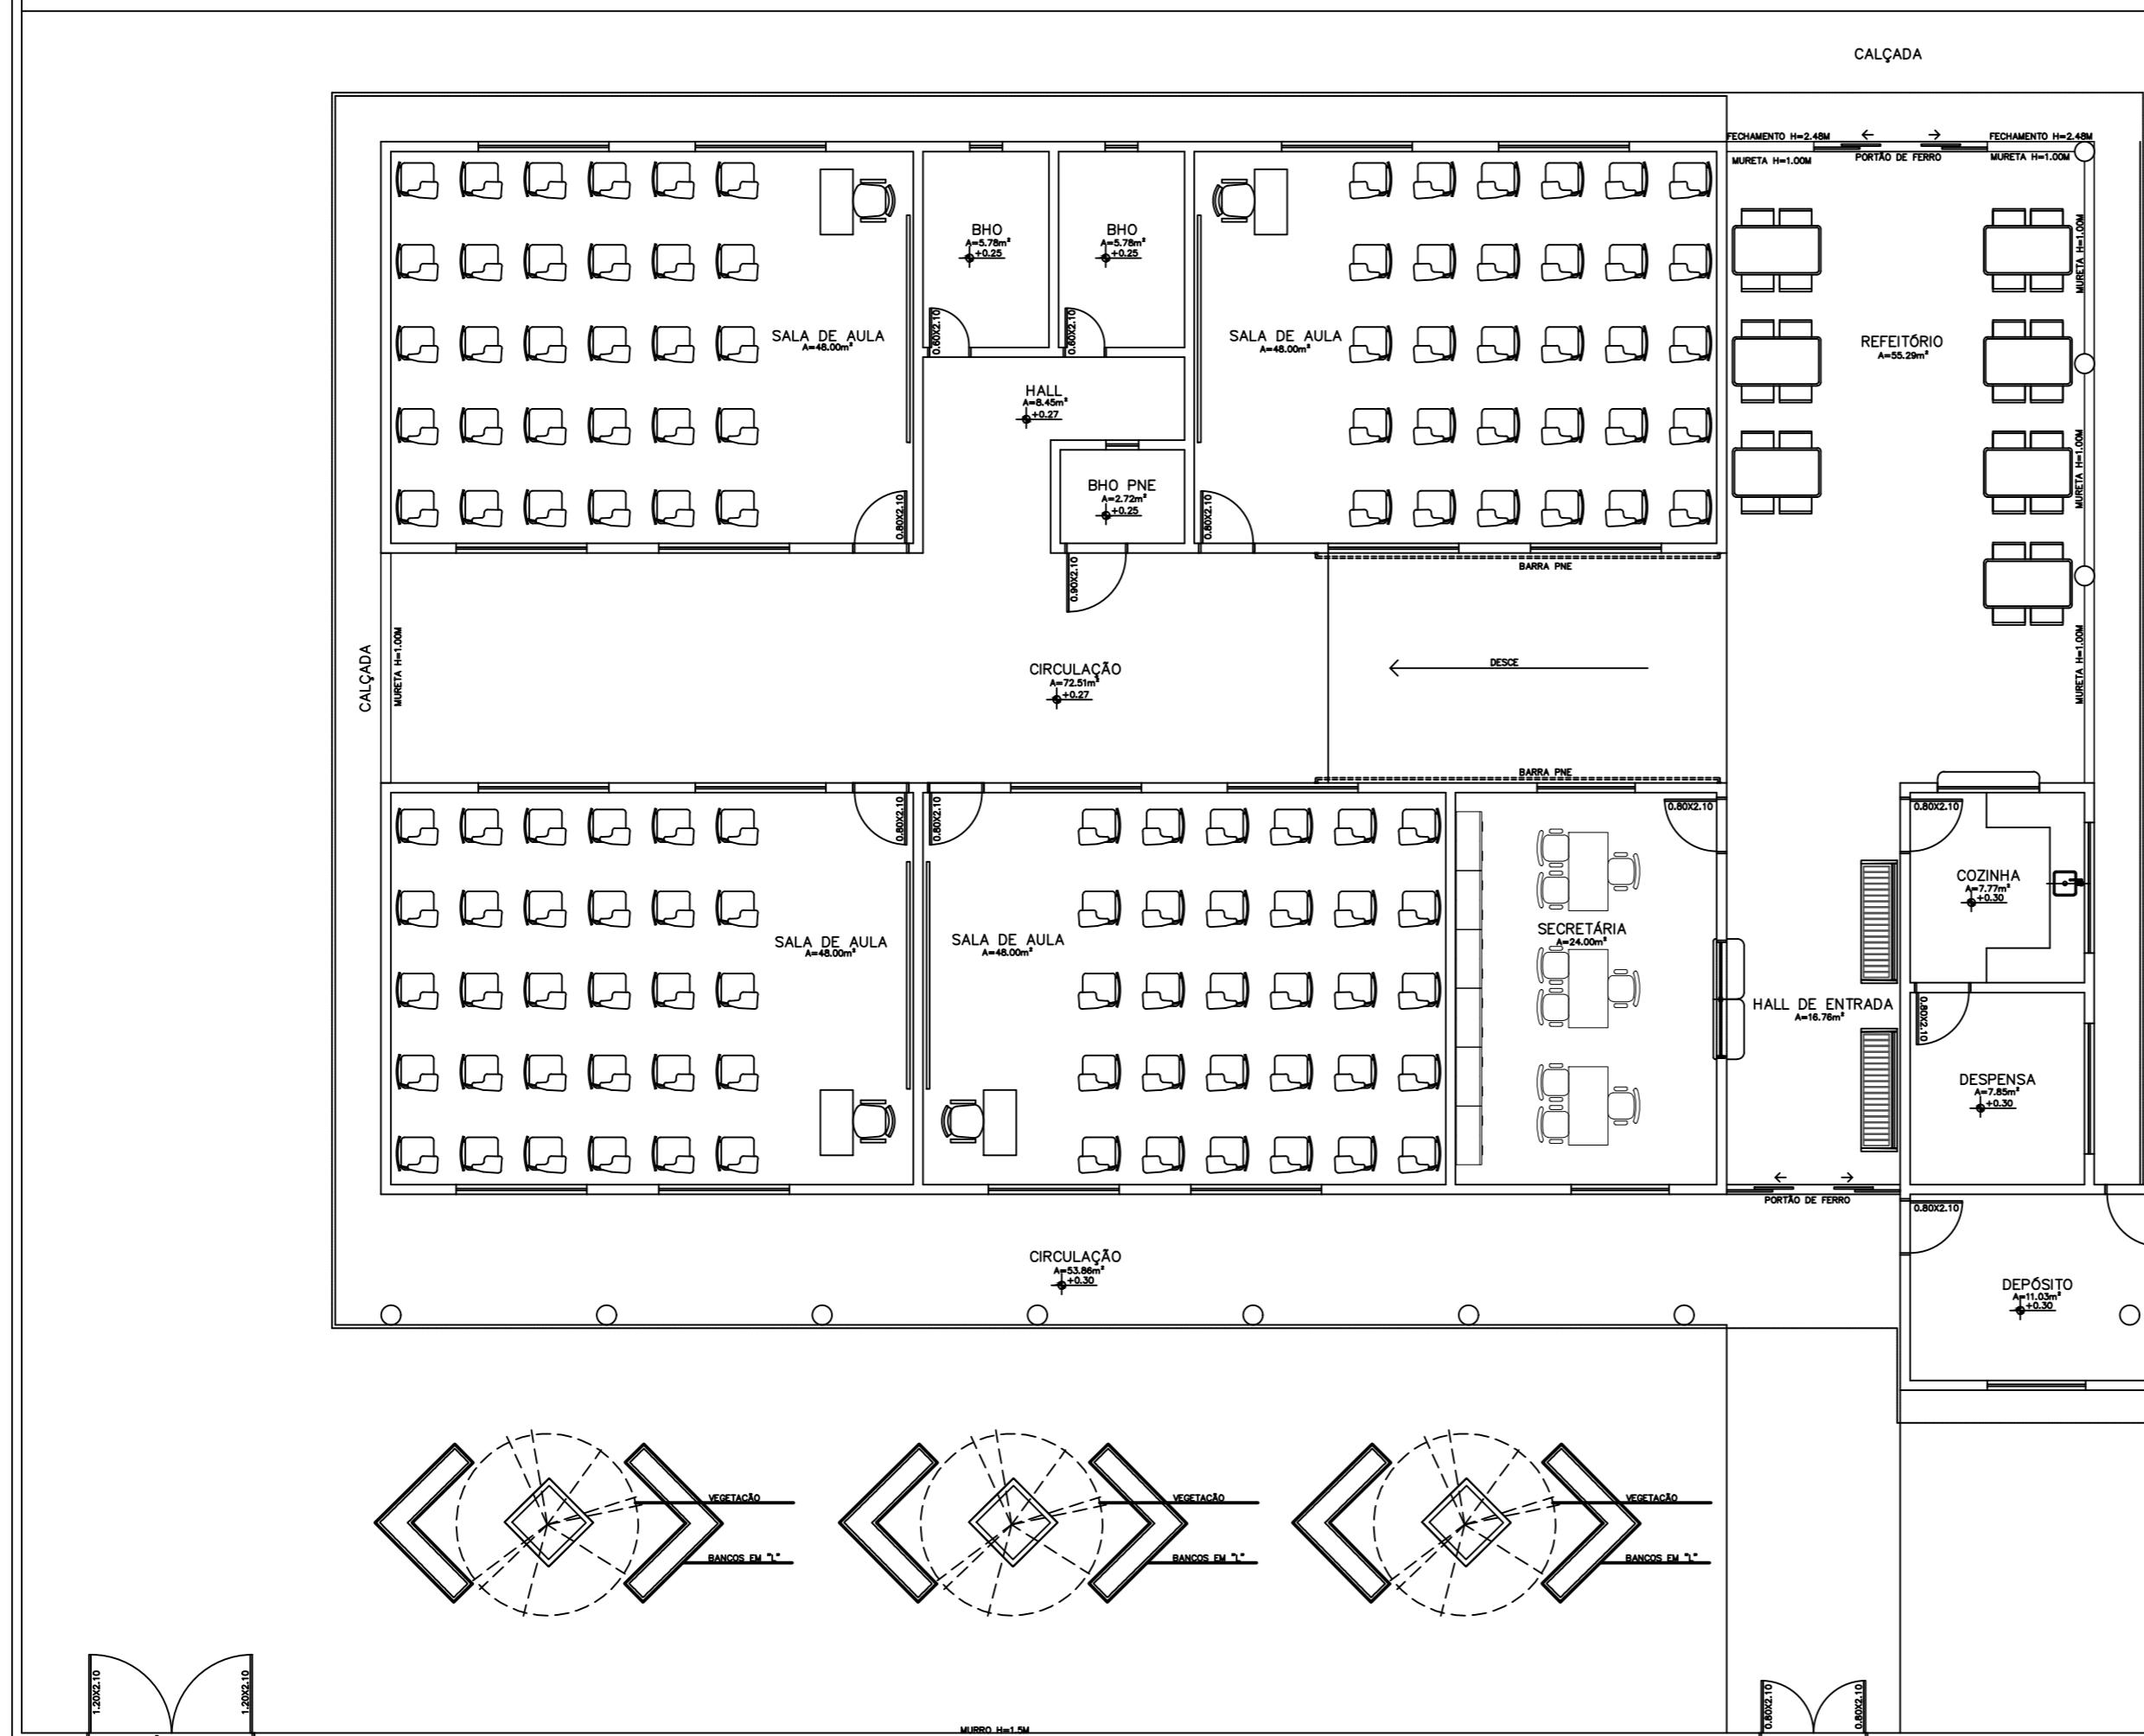 CALÇADA
FECHAMENTO H=2.48M
FECHAMENTO H=2.48M
MURETA H=1.00M
PORTÃO DE FERRO
MURETA H=1.00M
BHO
A=5.78m²
+0.25
BHO
A=5.78m²
+0.25
MURETA H=1.00M
0.60X2.10
0.60X2.10
SALA DE AULA
A=48.00m²
SALA DE AULA
A=48.00m²
REFEITÓRIO
A=55.29m²
HALL
A=8.45m²
+0.27
MURETA H=1.00M
BHO PNE
A=2.72m²
+0.25
0.80X2.10
0.80X2.10
0.90X2.10
BARRA PNE
CALÇADA
MURETA H=1.00M
CIRCULAÇÃO
A=72.51m²
+0.27
DESCE
MURETA H=1.00M
BARRA PNE
0.80X2.10
0.80X2.10
0.80X2.10
0.80X2.10
COZINHA
A=7.77m²
+0.30
SALA DE AULA
A=48.00m²
SALA DE AULA
A=48.00m²
SECRETÁRIA
A=24.00m²
HALL DE ENTRADA
A=16.76m²
0.80X2.10
DESPENSA
A=7.85m²
+0.30
PORTÃO DE FERRO
0.80X2.10
CIRCULAÇÃO
A=53.86m²
+0.30
DEPÓSITO
A=11.03m²
+0.30
VEGETACÃO
VEGETACÃO
VEGETACÃO
BANCOS EM "L"
BANCOS EM "L"
BANCOS EM "L"
1.20X2.10
1.20X2.10
0.80X2.10
0.80X2.10
MURRO H=1.5M